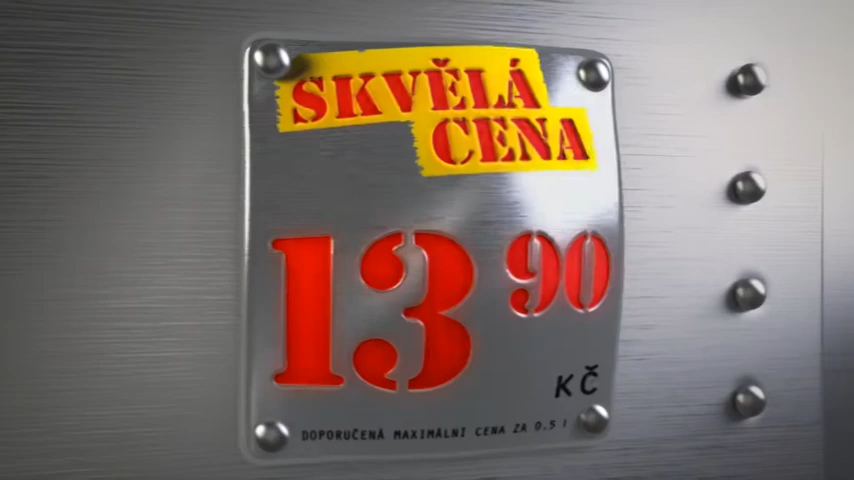 SKVĚLÁ
CENA
13 90
KČ
DOPORUČENÁ MAXIMÁLNÍ CENA ZA 0.5 l